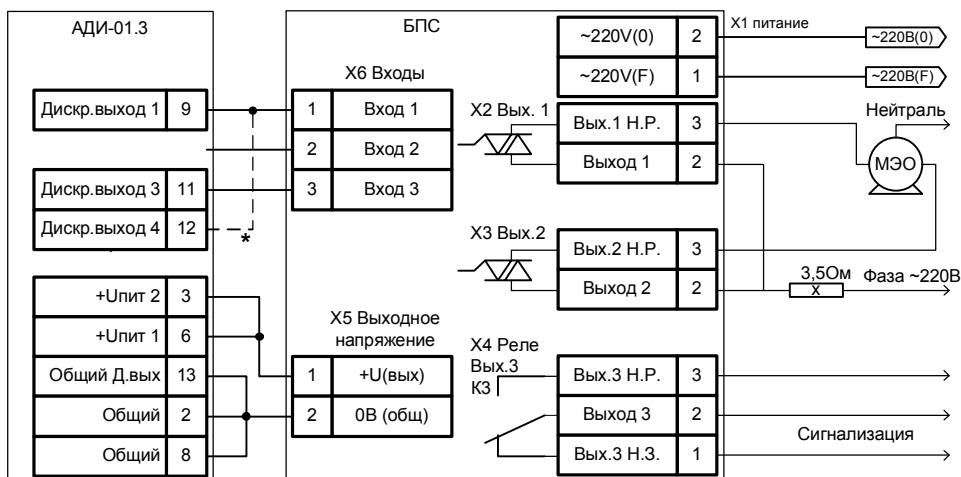 АДИ-01.3
Дискр.выход 1 9
Дискр.выход 3 11
Дискр.выход 4 12
*
+Uпит 2 3
+Uпит 1 6
Общий Д.вых 13
Общий 2
Общий 8
БПС
X6 Входы
1 Вход 1
2 Вход 2
3 Вход 3
X5 Выходное
напряжение
1 +U(вых)
2 0В (общ)
~220V(0) 2
~220V(F) 1
X1 питание
~220В(0)
~220В(F)
X2 Вых. 1
Вых.1 Н.Р. 3
Выход 1 2
Нейтраль
МЭО
X3 Вых.2
Вых.2 Н.Р. 3
Выход 2 2
3,5Ом
x
Фаза ~220В
X4 Реле
Вых.3
К3
Вых.3 Н.Р. 3
Выход 3 2
Вых.3 Н.З. 1
Сигнализация